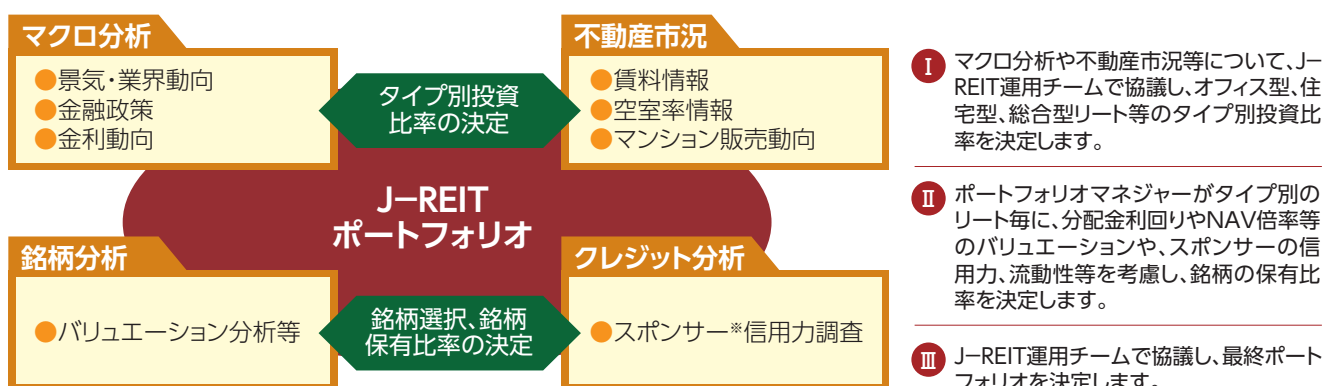 マクロ分析
●景気・業界動向
●金融政策
●金利動向
タイプ別投資
比率の決定
不動産市況
●賃料情報
●空室率情報
●マンション販売動向
J−REIT
ポートフォリオ
銘柄分析
●バリュエーション分析等
銘柄選択、銘柄
保有比率の決定
クレジット分析
●スポンサー※信用力調査
Ⅰ マクロ分析や不動産市況等について、J−
REIT運用チームで協議し、オフィス型、住
宅型、総合型リート等のタイプ別投資比
率を決定します。
Ⅱ ポートフォリオマネジャーがタイプ別の
リート毎に、分配金利回りやNAV倍率等
のバリュエーションや、スポンサーの信
用力、流動性等を考慮し、銘柄の保有比
率を決定します。
Ⅲ J−REIT運用チームで協議し、最終ポート
フォリオを決定します。